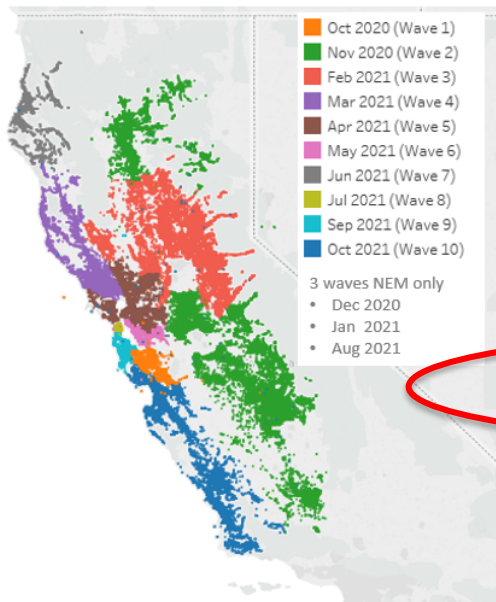 Oct 2020 (Wave 1)
Nov 2020 (Wave 2)
Feb 2021 (Wave 3)
Mar 2021 (Wave 4)
Apr 2021 (Wave 5)
May 2021 (Wave 6)
Jun 2021 (Wave 7)
Jul 2021 (Wave 8)
Sep 2021 (Wave 9)
Oct 2021 (Wave 10)
3 waves NEM only
• Dec 2020
• Jan 2021
• Aug 2021